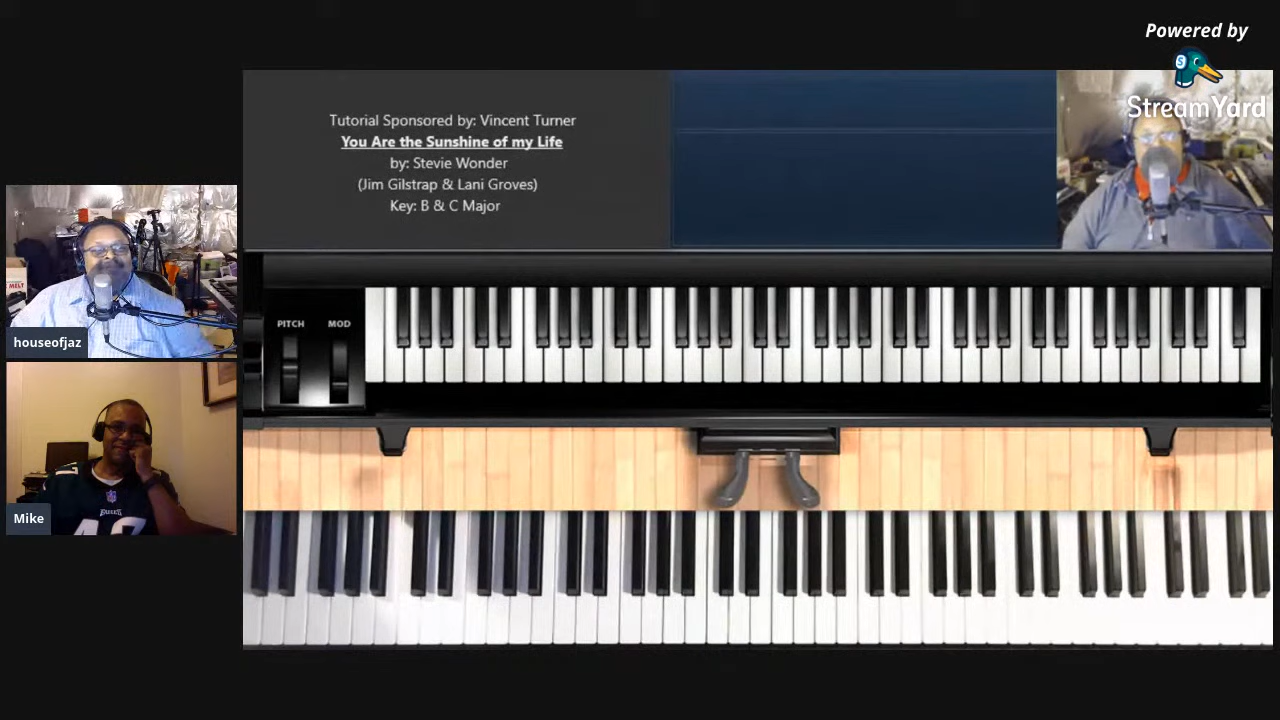 Powered by
StreamYard
Tutorial Sponsored by: Vincent Turner
You Are the Sunshine of my Life
by: Stevie Wonder
(Jim Gilstrap & Lani Groves)
Key: B & C Major
PITCH MOD
MELT
houseofjaz
Mike